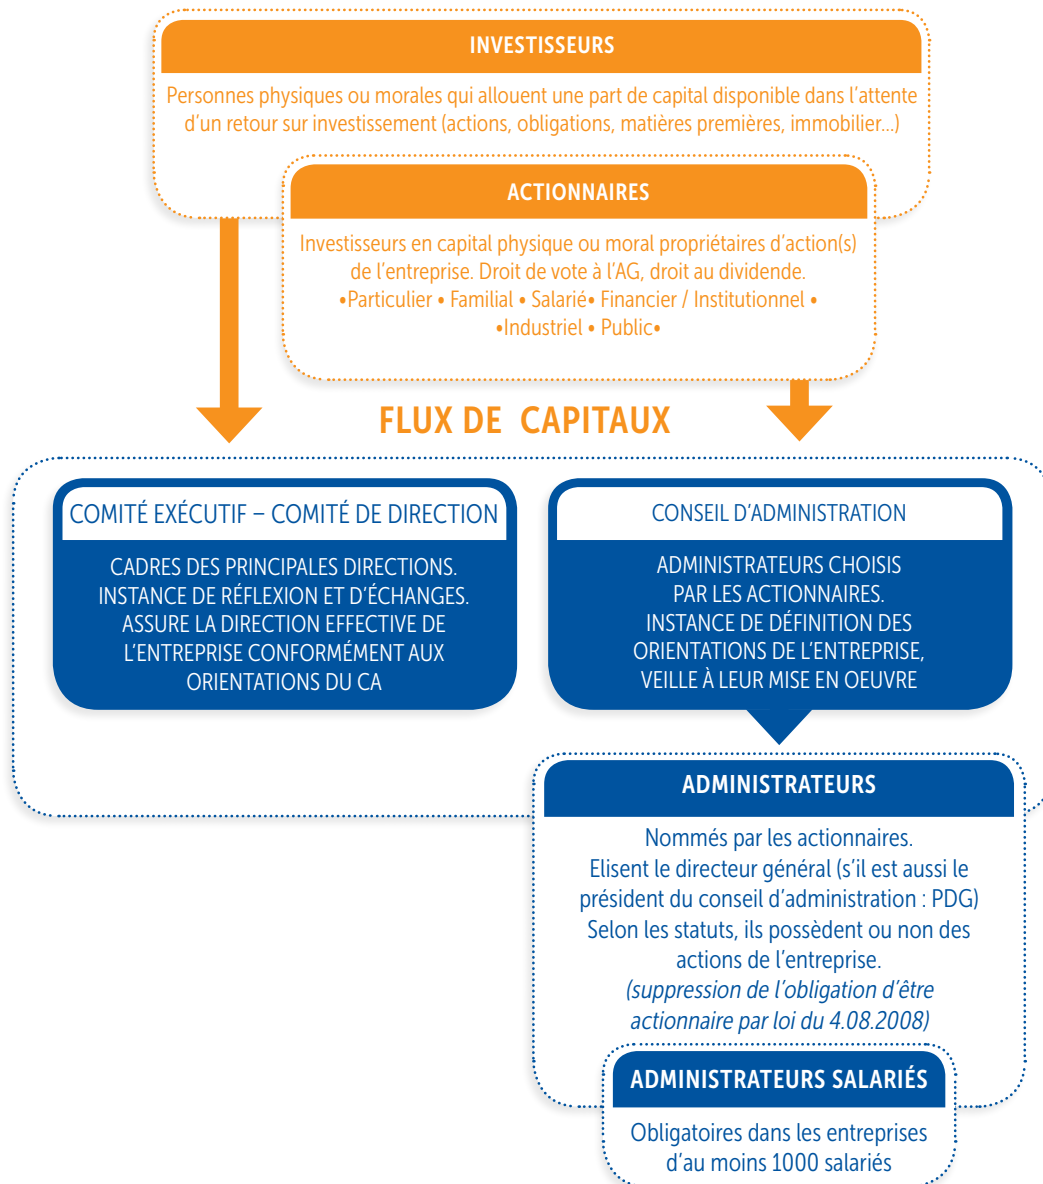 INVESTISSEURS
Personnes physiques ou morales qui allouent une part de capital disponible dans l'attente
d'un retour sur investissement (actions, obligations, matières premières, immobilier...)
ACTIONNAIRES
Investisseurs en capital physique ou moral propriétaires d'action(s)
de l'entreprise. Droit de vote à l'AG, droit au dividende.
•Particulier • Familial • Salarié• Financier / Institutionnel •
•Industriel • Public•
FLUX DE CAPITAUX
COMITÉ EXÉCUTIF – COMITÉ DE DIRECTION
CADRES DES PRINCIPALES DIRECTIONS.
INSTANCE DE RÉFLEXION ET D'ÉCHANGES.
ASSURE LA DIRECTION EFFECTIVE DE
L'ENTREPRISE CONFORMÉMENT AUX
ORIENTATIONS DU CA
CONSEIL D'ADMINISTRATION
ADMINISTRATEURS CHOISIS
PAR LES ACTIONNAIRES.
INSTANCE DE DÉFINITION DES
ORIENTATIONS DE L'ENTREPRISE,
VEILLE À LEUR MISE EN OEUVRE
ADMINISTRATEURS
Nommés par les actionnaires.
Elisent le directeur général (s'il est aussi le
président du conseil d'administration : PDG)
Selon les statuts, ils possèdent ou non des
actions de l'entreprise.
(suppression de l'obligation d'être
actionnaire par loi du 4.08.2008)
ADMINISTRATEURS SALARIÉS
Obligatoires dans les entreprises
d'au moins 1000 salariés